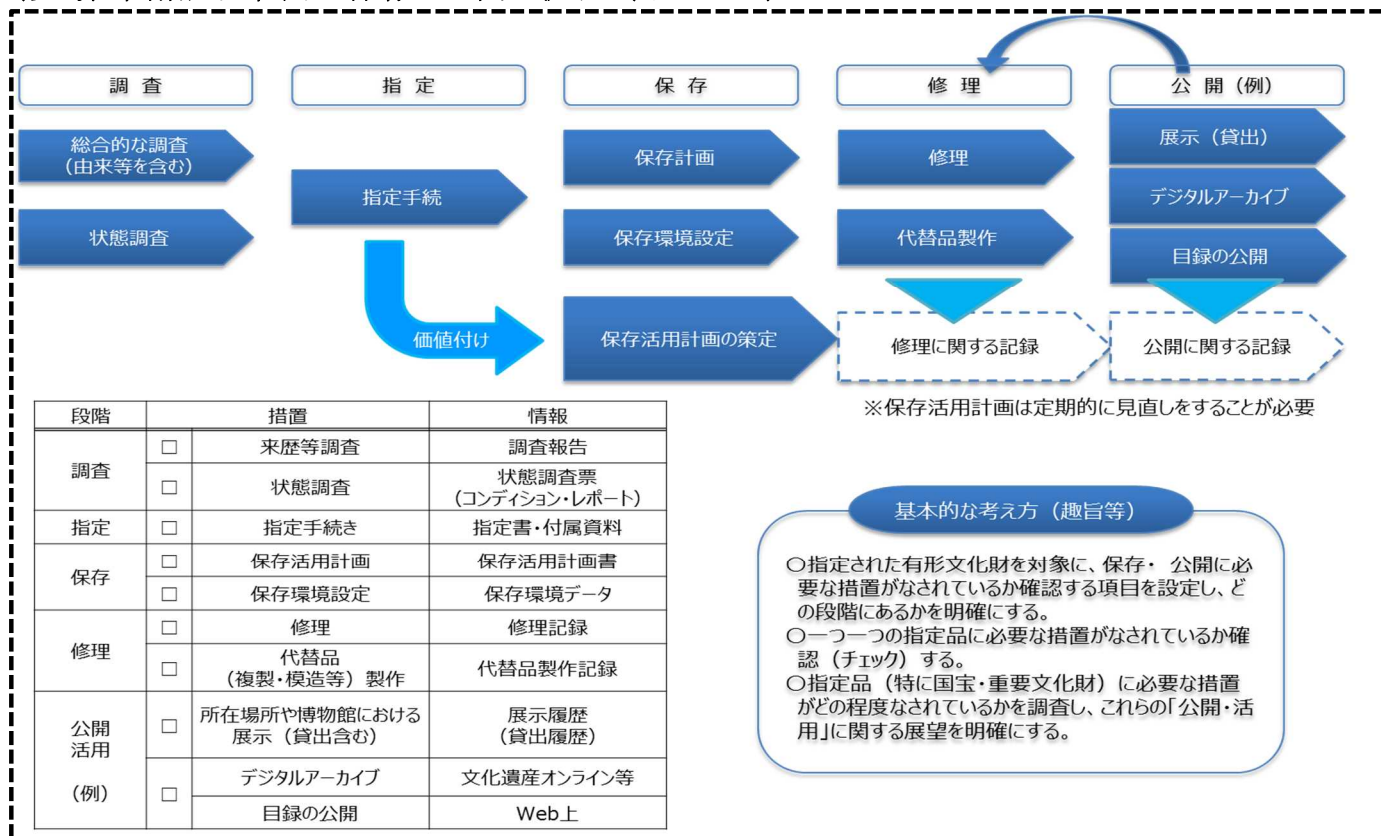 調 査
指 定
保 存
修 理
公 開（例）
総合的な調査
（由来等を含む）
状態調査
指定手続
価値付け
保存計画
保存環境設定
保存活用計画の策定
修理
代替品製作
修理に関する記録
展示（貸出）
デジタルアーカイブ
目録の公開
公開に関する記録
※保存活用計画は定期的に見直しをすることが必要
段階 措置 情報
調査 □ 来歴等調査 調査報告
□ 状態調査 状態調査票
（コンディション・レポート）
指定 □ 指定手続き 指定書・付属資料
保存 □ 保存活用計画 保存活用計画書
□ 保存環境設定 保存環境データ
修理 □ 修理 修理記録
□ 代替品
（複製・模造等）製作 代替品製作記録
公開
活用
（例）
□ 所在場所や博物館における
展示（貸出含む） 展示履歴
（貸出履歴）
□ デジタルアーカイブ 文化遺産オンライン等
目録の公開 Web上
基本的な考え方（趣旨等）
〇指定された有形文化財を対象に、保存・ 公開に必
要な措置がなされているか確認する項目を設定し、ど
の段階にあるかを明確にする。
〇一つ一つの指定品に必要な措置がなされているか確
認（チェック）する。
〇指定品（特に国宝・重要文化財）に必要な措置
がどの程度なされているかを調査し、これらの「公開・活
用」に関する展望を明確にする。